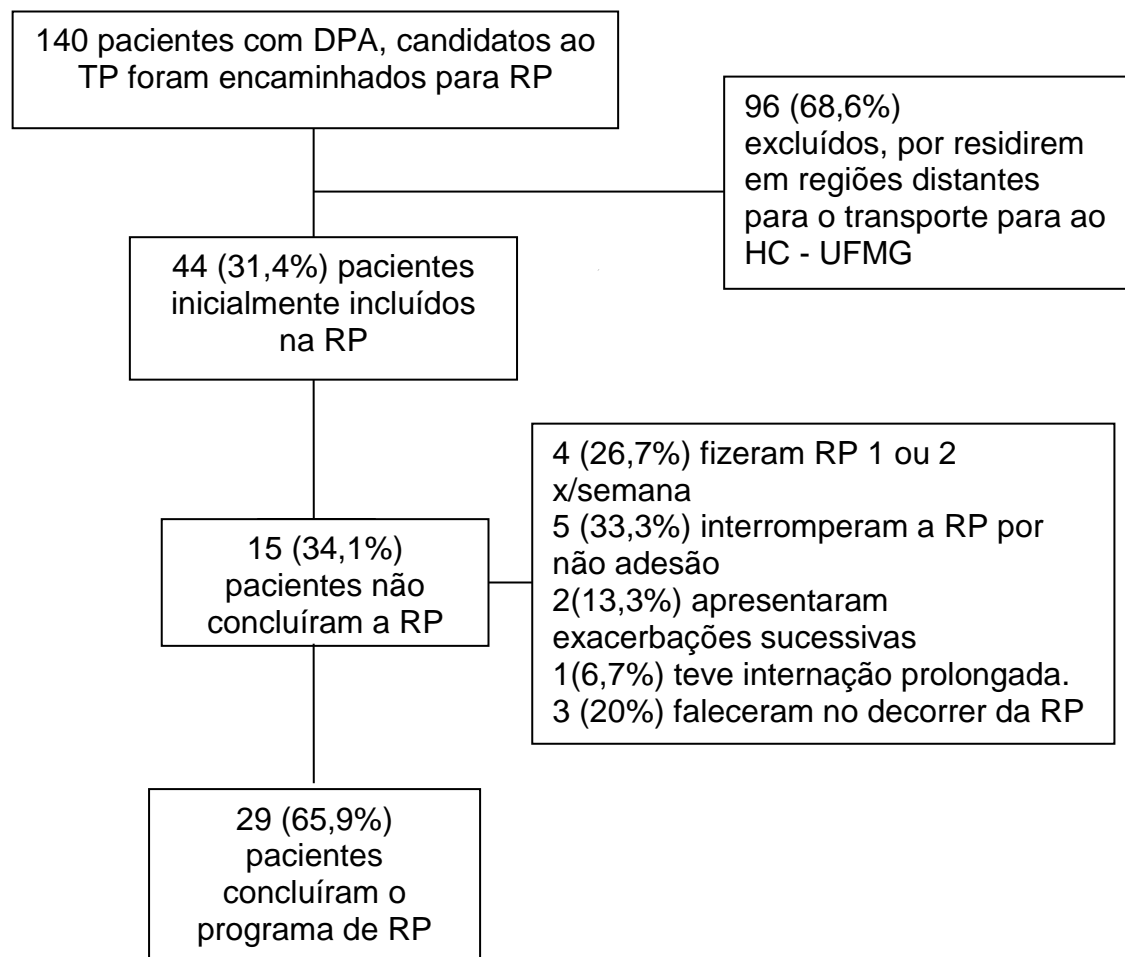 140 pacientes com DPA, candidatos ao
TP foram encaminhados para RP
96 (68,6%)
excluídos, por residirem
em regiões distantes
para o transporte para ao
HC - UFMG
44 (31,4%) pacientes
inicialmente incluídos
na RP
4 (26,7%) fizeram RP 1 ou 2
x/semana
5 (33,3%) interromperam a RP por
não adesão
2(13,3%) apresentaram
exacerbações sucessivas
1(6,7%) teve internação prolongada.
3 (20%) faleceram no decorrer da RP
15 (34,1%)
pacientes não
concluíram a RP
29 (65,9%)
pacientes
concluíram o
programa de RP